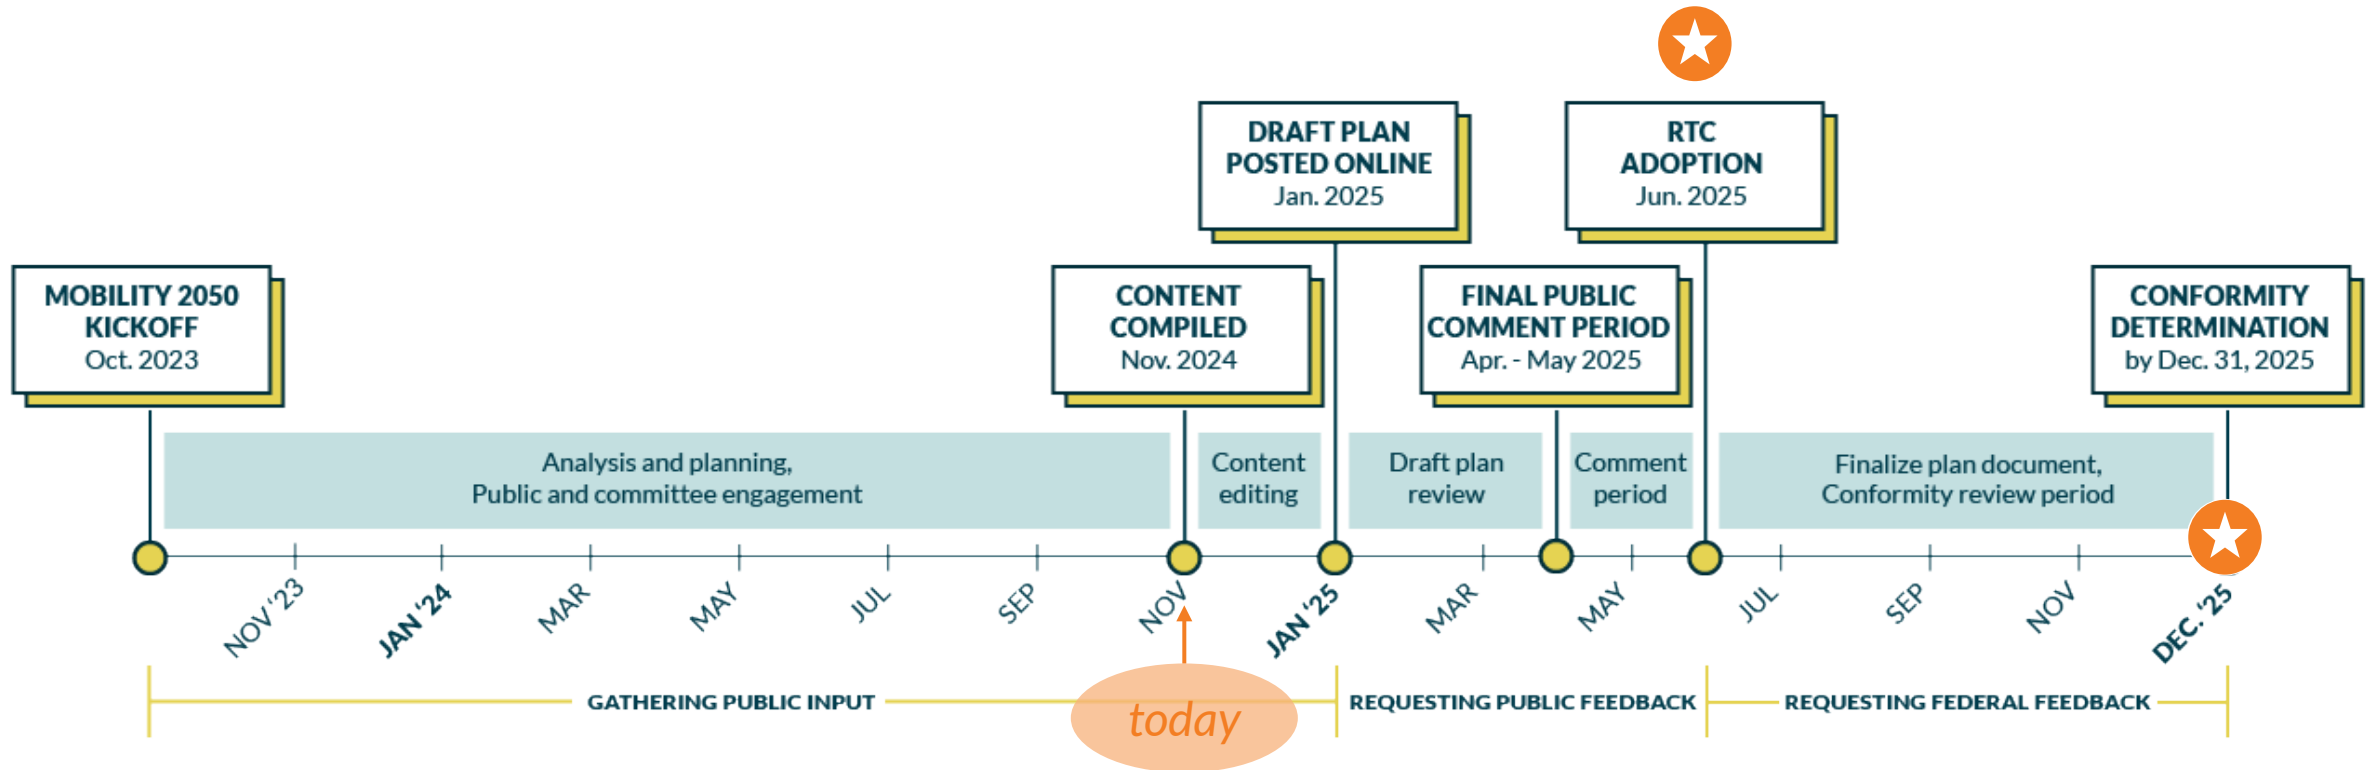 DRAFT PLAN
POSTED ONLINE
Jan. 2025
RTC
ADOPTION
Jun. 2025
MOBILITY 2050
KICKOFF
Oct. 2023
CONTENT
COMPILED
Nov. 2024
FINAL PUBLIC
COMMENT PERIOD
Apr. - May 2025
CONFORMITY
DETERMINATION
by Dec. 31, 2025
Analysis and planning,
Public and committee engagement
Content
editing
Draft plan
review
Comment
period
Finalize plan document,
Conformity review period
NOV '23
JAN '24
MAR
MAY
JUL
SEP
NOV
JAN '25
MAR
MAY
JUL
SEP
NOV
DEC. '25
GATHERING PUBLIC INPUT
today
REQUESTING PUBLIC FEEDBACK
REQUESTING FEDERAL FEEDBACK